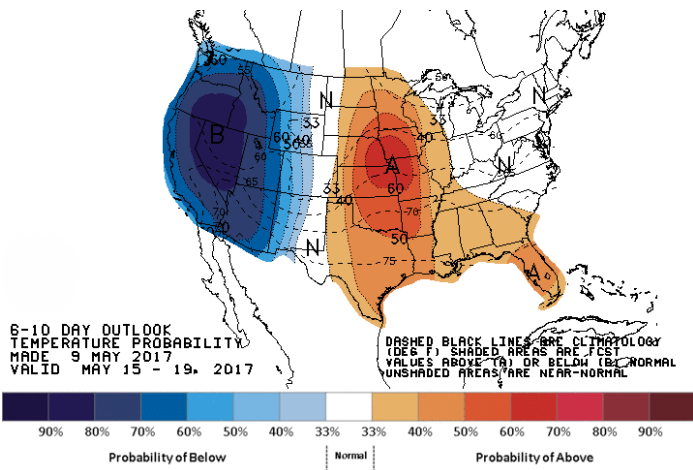 60
50
50
N
N
33
33
B
60
50
40
40
60
A
N
65
33
60
40
70
70
70
50
N
75
A
6-10 DAY OUTLOOK
TEMPERATURE PROBABILITY
MADE 9 MAY 2017
VALID MAY 15 - 19, 2017
DASHED BLACK LINES ARE CLIMATOLOGY
(DEG F) SHADED AREAS ARE FCST
VALUES ABOVE (A) OR BELOW (B) NORMAL
UNSHADED AREAS ARE NEAR-NORMAL
90% 80% 70% 60% 50% 40% 33% 33% 40% 50% 60% 70% 80% 90%
Probability of Below Normal Probability of Above